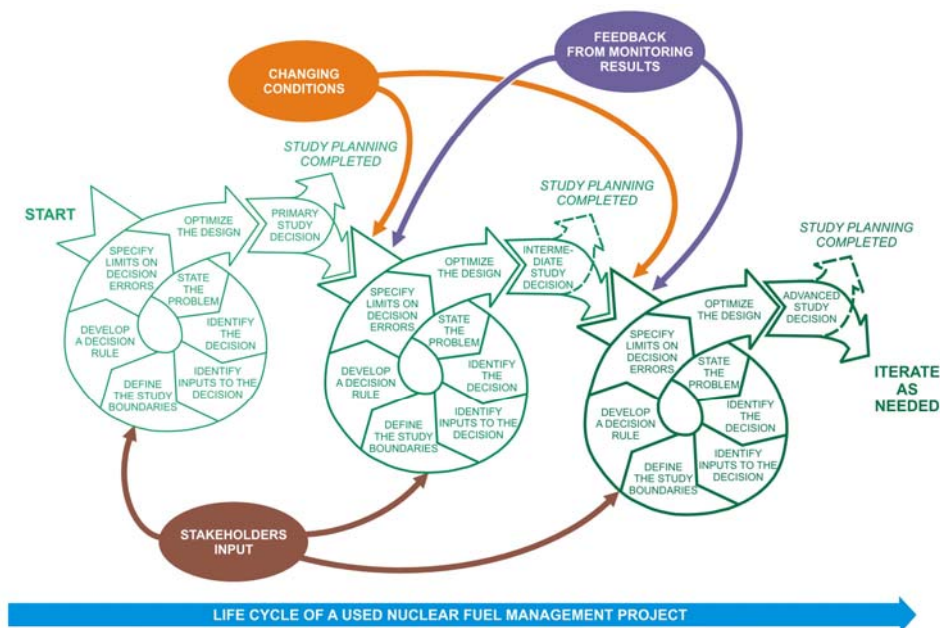 FEEDBACK
FROM MONITORING
RESULTS
CHANGING
CONDITIONS
START
OPTIMIZE
THE DESIGN
PRIMARY
STUDY
DECISION
STUDY PLANNING
COMPLETED
SPECIFY
LIMITS ON
DECISION
ERRORS
STATE
THE
PROBLEM
DEVELOP
A DECISION
RULE
IDENTIFY
THE
DECISION
DEFINE
THE STUDY
BOUNDARIES
IDENTIFY
INPUTS TO THE
DECISION
OPTIMIZE
THE DESIGN
INTERME-
DIATE STUDY
DECISION
STUDY PLANNING
COMPLETED
SPECIFY
LIMITS ON
DECISION
ERRORS
STATE
THE
PROBLEM
DEVELOP
A DECISION
RULE
IDENTIFY
THE
DECISION
DEFINE
THE STUDY
BOUNDARIES
IDENTIFY
INPUTS TO THE
DECISION
OPTIMIZE
THE DESIGN
ADVANCED
STUDY
DECISION
STUDY PLANNING
COMPLETED
SPECIFY
LIMITS ON
DECISION
ERRORS
STATE
THE
PROBLEM
DEVELOP
A DECISION
RULE
IDENTIFY
THE
DECISION
DEFINE
THE STUDY
BOUNDARIES
IDENTIFY
INPUTS TO THE
DECISION
ITERATE
AS
NEEDED
STAKEHOLDERS
INPUT
LIFE CYCLE OF A USED NUCLEAR FUEL MANAGEMENT PROJECT